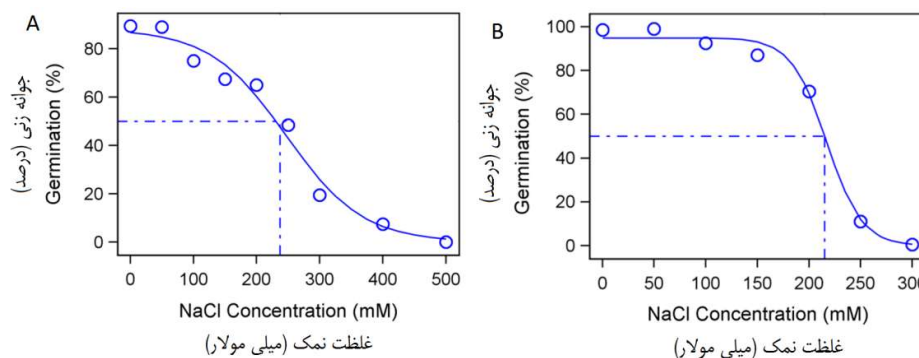 A
جوانه زنی (درصد)
Germination (%)
80
60
40
20
0
0 100 200 300 400 500
NaCl Concentration (mM)
غلظت نمک (میلی مولار)
B
جوانه زنی (درصد)
Germination (%)
100
80
60
40
20
0
0 50 100 150 200 250 300
NaCl Concentration (mM)
غلظت نمک (میلی مولار)